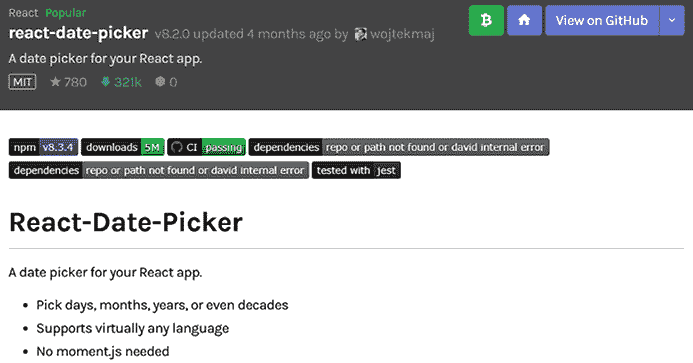 React Popular
react-date-picker v8.2.0 updated 4 months ago by wojtekmaj
View on GitHub
A date picker for your React app.
MIT 780 321k 0
npm v8.3.4 downloads 5M CI passing dependencies repo or path not found or david internal error
dependencies repo or path not found or david internal error tested with jest
React-Date-Picker
A date picker for your React app.
• Pick days, months, years, or even decades
• Supports virtually any language
• No moment.js needed